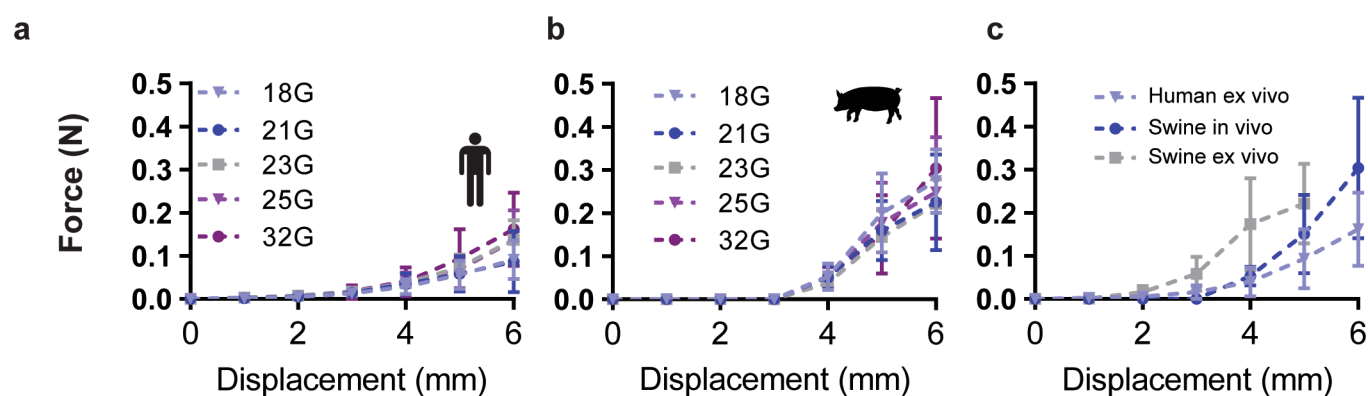 a
Force (N)
0.5
0.4
0.3
0.2
0.1
0.0
18G
21G
23G
25G
32G
0 2 4 6
Displacement (mm)
b
0.5
0.4
0.3
0.2
0.1
0.0
18G
21G
23G
25G
32G
0 2 4 6
Displacement (mm)
c
0.5
0.4
0.3
0.2
0.1
0.0
Human ex vivo
Swine in vivo
Swine ex vivo
0 2 4 6
Displacement (mm)